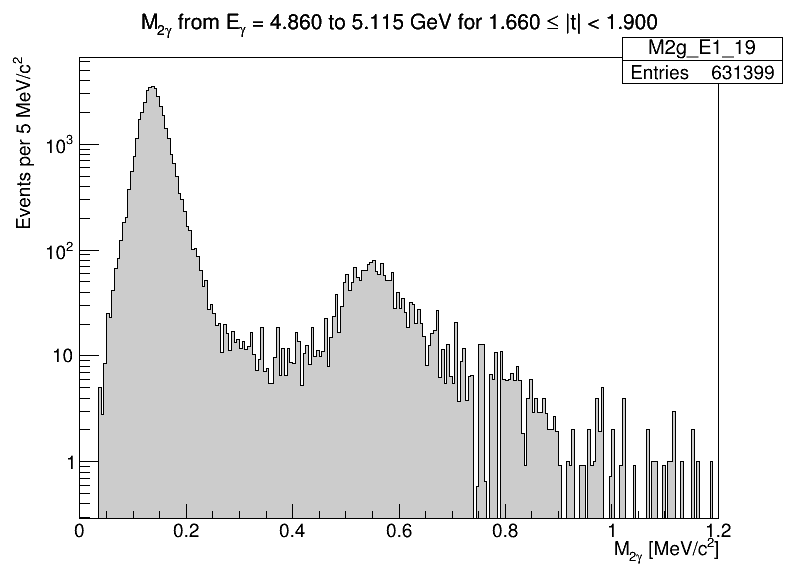 M₂γ from Eγ = 4.860 to 5.115 GeV for 1.660 ≤ |t| < 1.900
M2g_E1_19
Entries 631399
Events per 5 MeV/c²
10³
10²
10
1
0 0.2 0.4 0.6 0.8 1 1.2
M₂γ [MeV/c²]